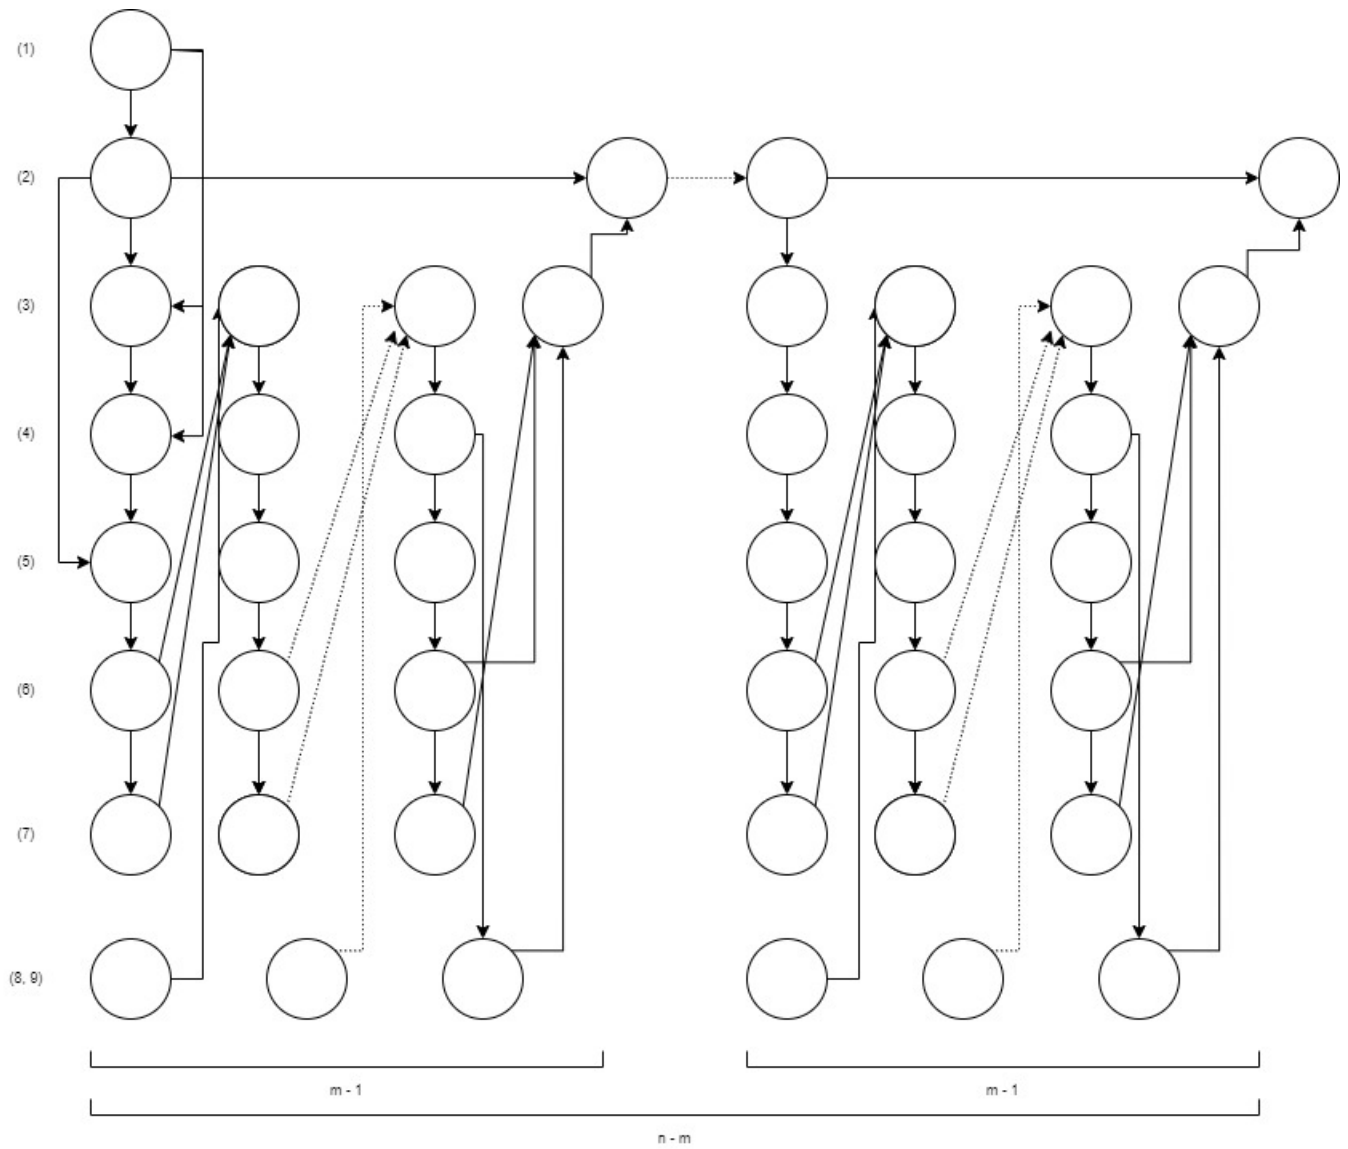 (1)
(2)
(3)
(4)
(5)
(6)
(7)
(8, 9)
m - 1
m - 1
n - m